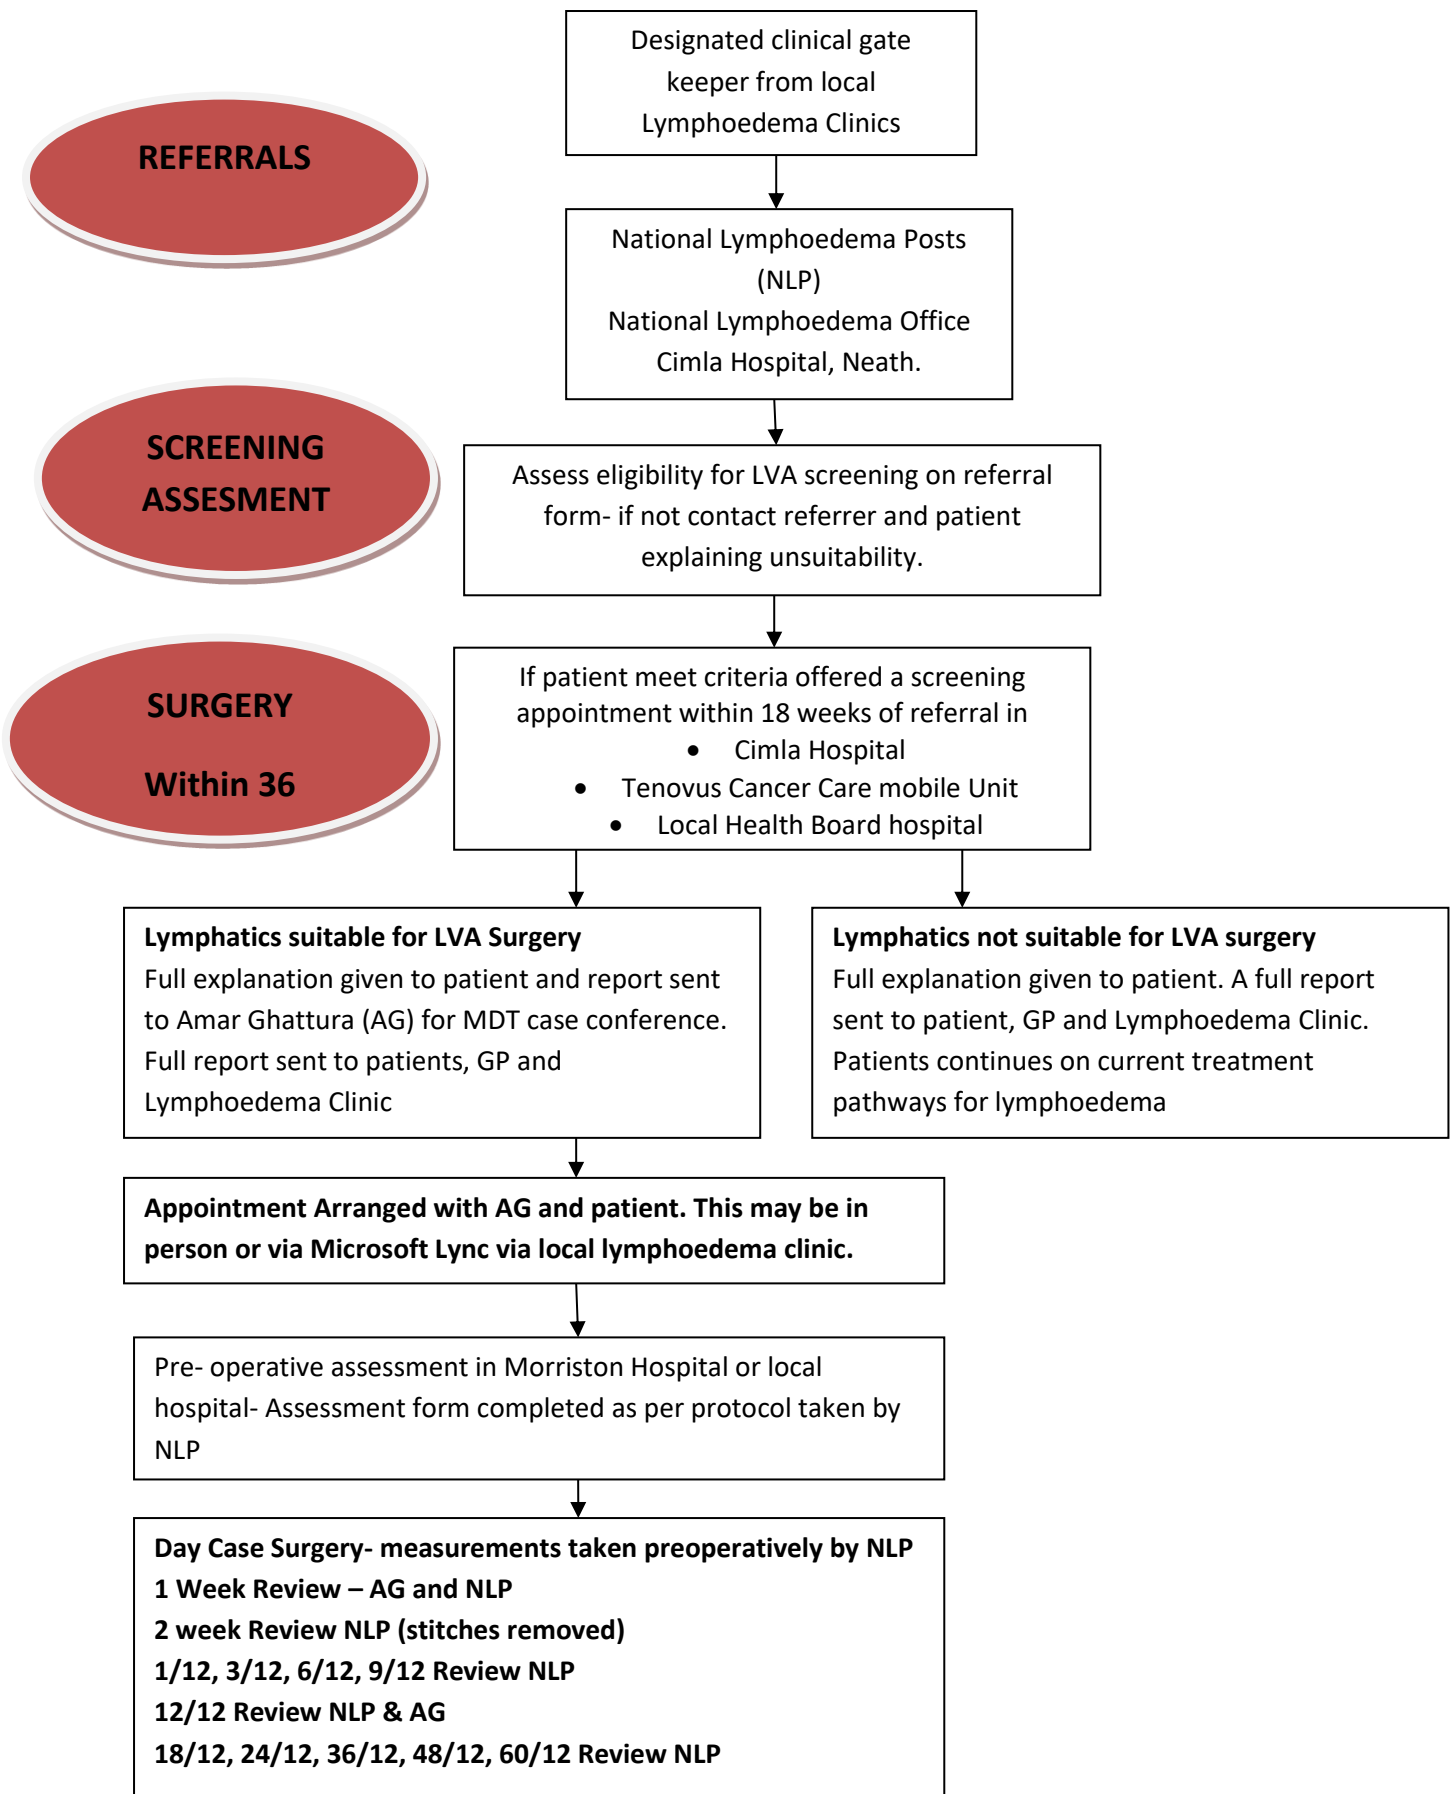 Designated clinical gate
keeper from local
Lymphoedema Clinics
REFERRALS
National Lymphoedema Posts
(NLP)
National Lymphoedema Office
Cimla Hospital, Neath.
SCREENING
ASSESMENT
Assess eligibility for LVA screening on referral
form- if not contact referrer and patient
explaining unsuitability.
SURGERY
Within 36
If patient meet criteria offered a screening
appointment within 18 weeks of referral in
• Cimla Hospital
• Tenovus Cancer Care mobile Unit
• Local Health Board hospital
Lymphatics suitable for LVA Surgery
Full explanation given to patient and report sent
to Amar Ghattura (AG) for MDT case conference.
Full report sent to patients, GP and
Lymphoedema Clinic
Lymphatics not suitable for LVA surgery
Full explanation given to patient. A full report
sent to patient, GP and Lymphoedema Clinic.
Patients continues on current treatment
pathways for lymphoedema
Appointment Arranged with AG and patient. This may be in
person or via Microsoft Lync via local lymphoedema clinic.
Pre- operative assessment in Morriston Hospital or local
hospital- Assessment form completed as per protocol taken by
NLP
Day Case Surgery- measurements taken preoperatively by NLP
1 Week Review – AG and NLP
2 week Review NLP (stitches removed)
1/12, 3/12, 6/12, 9/12 Review NLP
12/12 Review NLP & AG
18/12, 24/12, 36/12, 48/12, 60/12 Review NLP